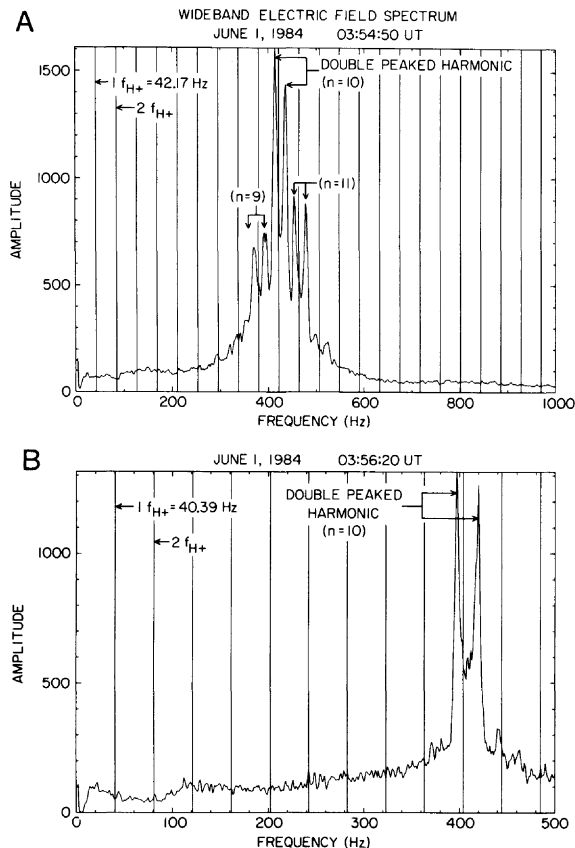 A
WIDEBAND ELECTRIC FIELD SPECTRUM
JUNE 1, 1984 03:54:50 UT
1500
1000
500
0
AMPLITUDE
1 fH+ = 42.17 Hz
2 fH+
DOUBLE PEAKED HARMONIC
(n=10)
(n=9)
(n=11)
0 200 400 600 800 1000
FREQUENCY (Hz)
B
JUNE 1, 1984 03:56:20 UT
1000
500
0
AMPLITUDE
1 fH+ = 40.39 Hz
2 fH+
DOUBLE PEAKED
HARMONIC
(n=10)
0 100 200 300 400 500
FREQUENCY (Hz)